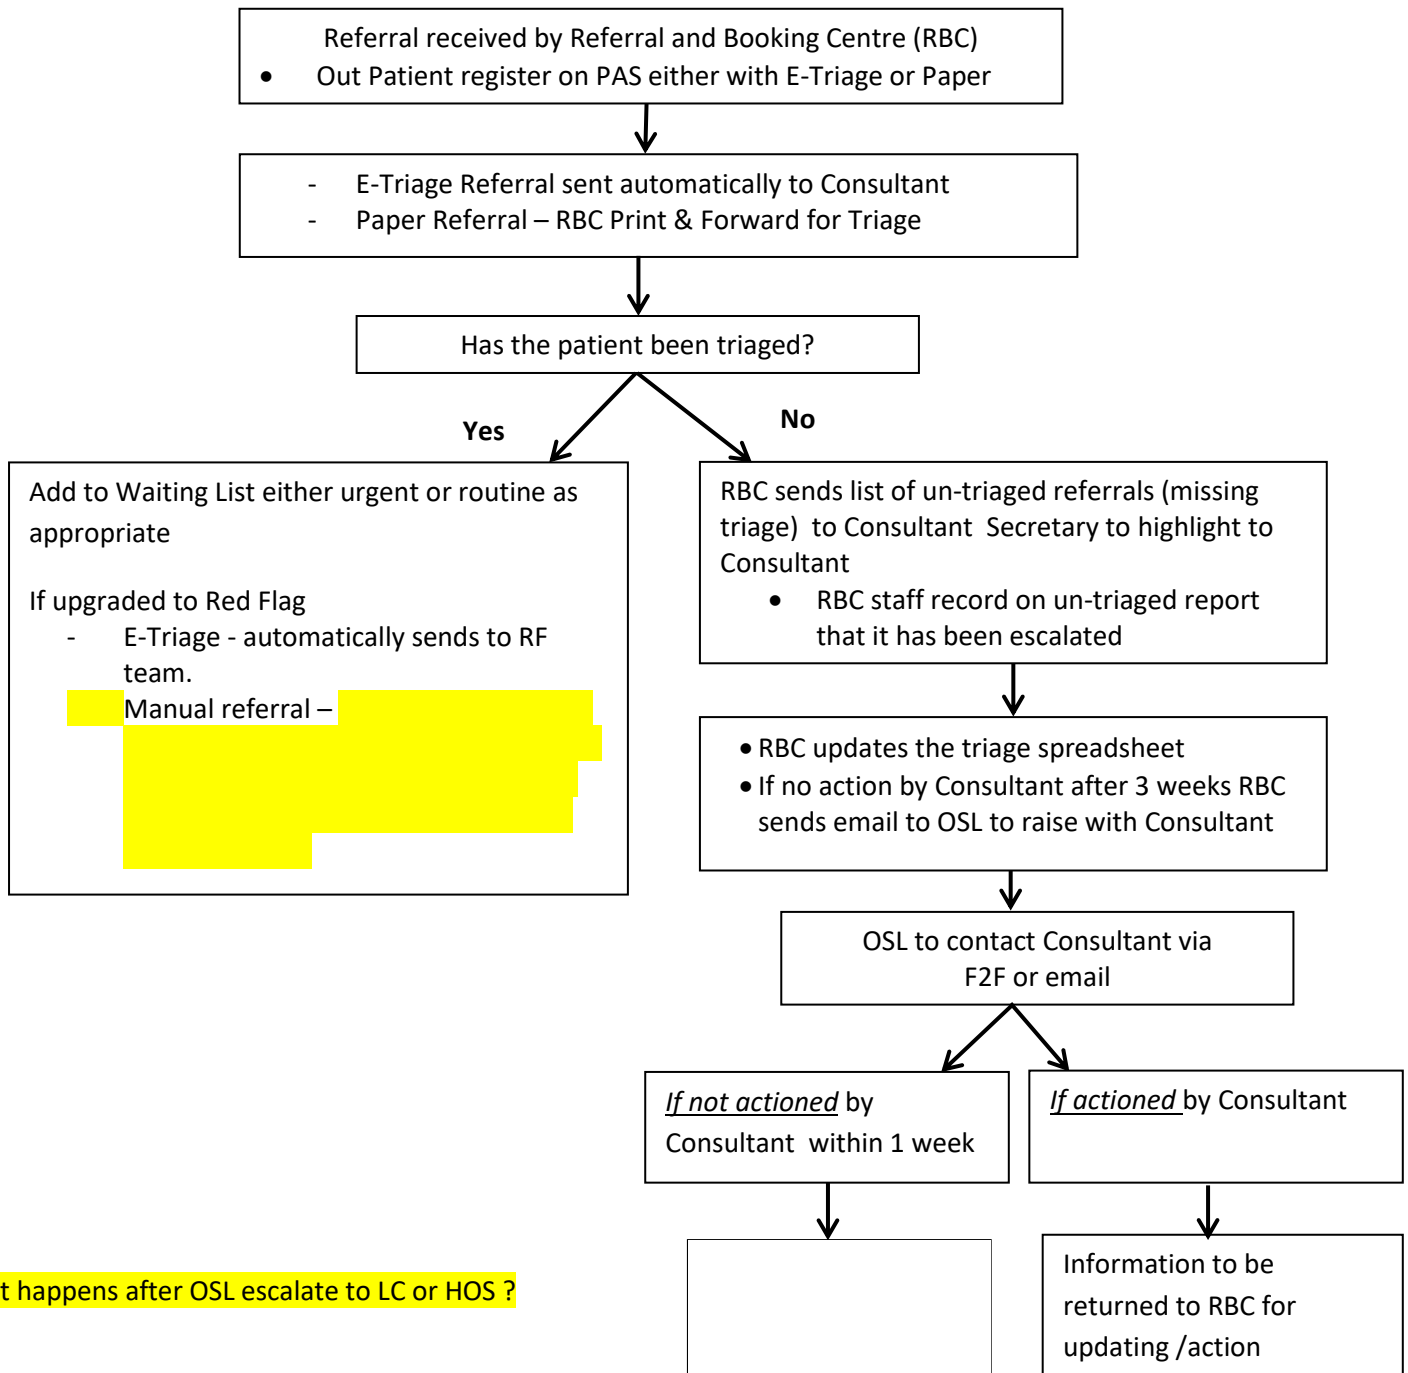 Referral received by Referral and Booking Centre (RBC)
• Out Patient register on PAS either with E-Triage or Paper
- E-Triage Referral sent automatically to Consultant
- Paper Referral – RBC Print & Forward for Triage
Has the patient been triaged?
Yes
No
Add to Waiting List either urgent or routine as
appropriate
If upgraded to Red Flag
- E-Triage - automatically sends to RF
team.
Manual referral –
RBC sends list of un-triaged referrals (missing
triage) to Consultant Secretary to highlight to
Consultant
• RBC staff record on un-triaged report
that it has been escalated
• RBC updates the triage spreadsheet
• If no action by Consultant after 3 weeks RBC
sends email to OSL to raise with Consultant
OSL to contact Consultant via
F2F or email
If not actioned by
Consultant within 1 week
If actioned by Consultant
Information to be
returned to RBC for
updating /action
t happens after OSL escalate to LC or HOS ?